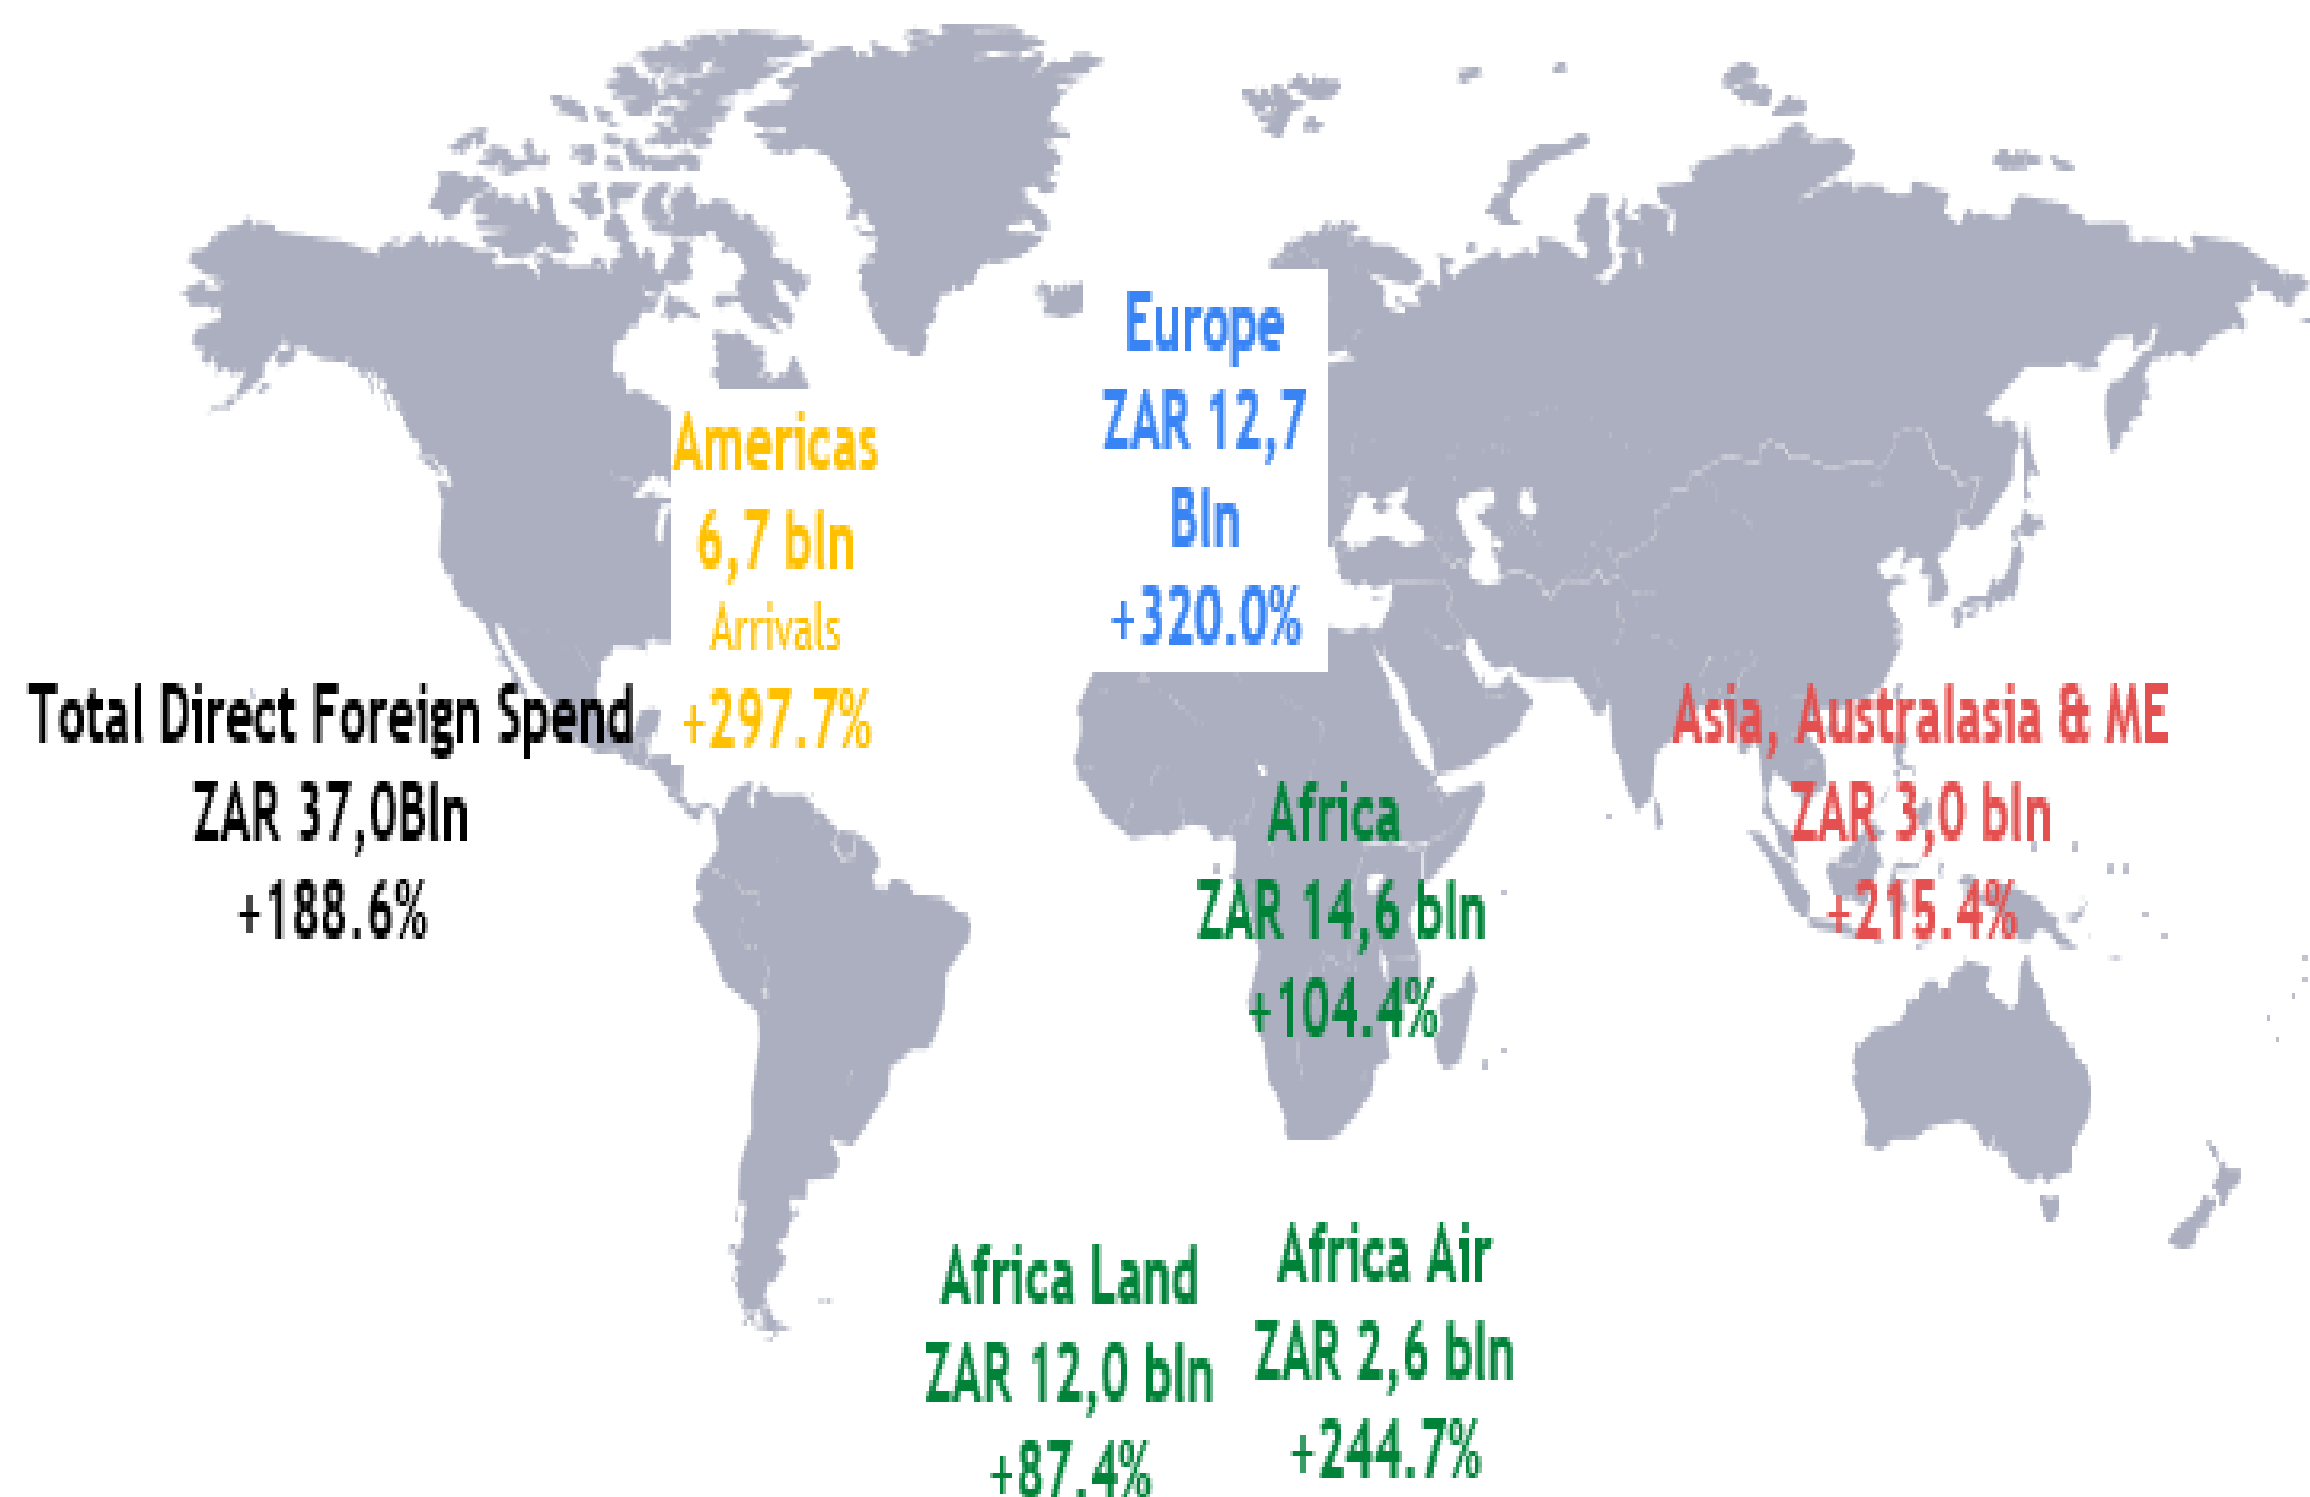 Europe
ZAR 12,7
Bln
+320.0%
Americas
6,7 bln
Arrivals
+297.7%
Total Direct Foreign Spend
ZAR 37,0Bln
+188.6%
Asia, Australasia & ME
ZAR 3,0 bln
+215.4%
Africa
ZAR 14,6 bln
+104.4%
Africa Land
ZAR 12,0 bln
+87.4%
Africa Air
ZAR 2,6 bln
+244.7%